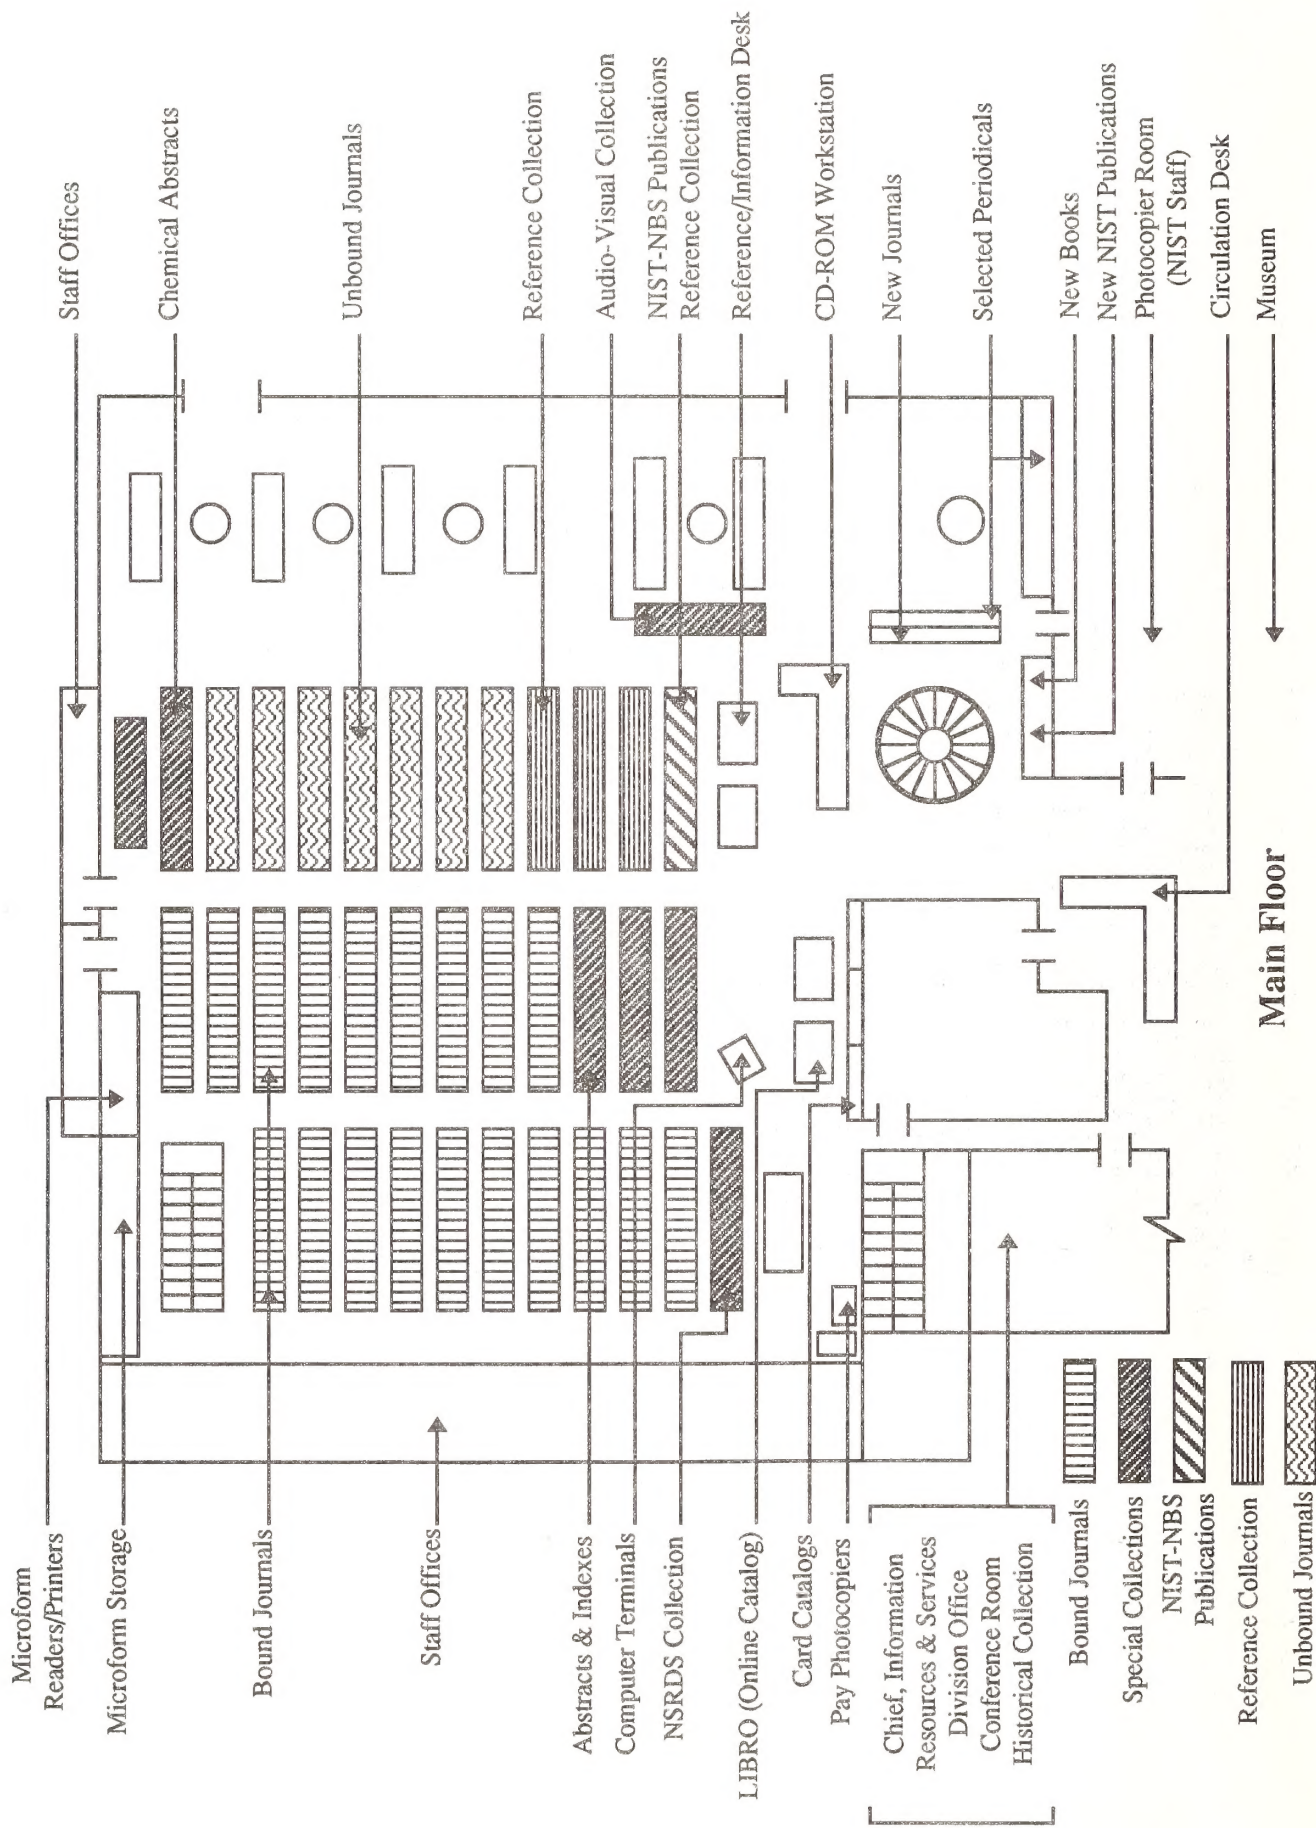 Microform
Readers/Printers
Microform Storage
Bound Journals
Staff Offices
Abstracts & Indexes
Computer Terminals
NSRDS Collection
LIBRO (Online Catalog)
Card Catalogs
Pay Photocopiers
Chief, Information
Resources & Services
Division Office
Conference Room
Historical Collection
Staff Offices
Chemical Abstracts
Unbound Journals
Reference Collection
Audio-Visual Collection
NIST-NBS Publications
Reference Collection
Reference/Information Desk
CD-ROM Workstation
New Journals
Selected Periodicals
New Books
New NIST Publications
Photocopier Room
(NIST Staff)
Circulation Desk
Museum
Bound Journals
Special Collections
NIST-NBS
Publications
Reference Collection
Unbound Journals
Main Floor